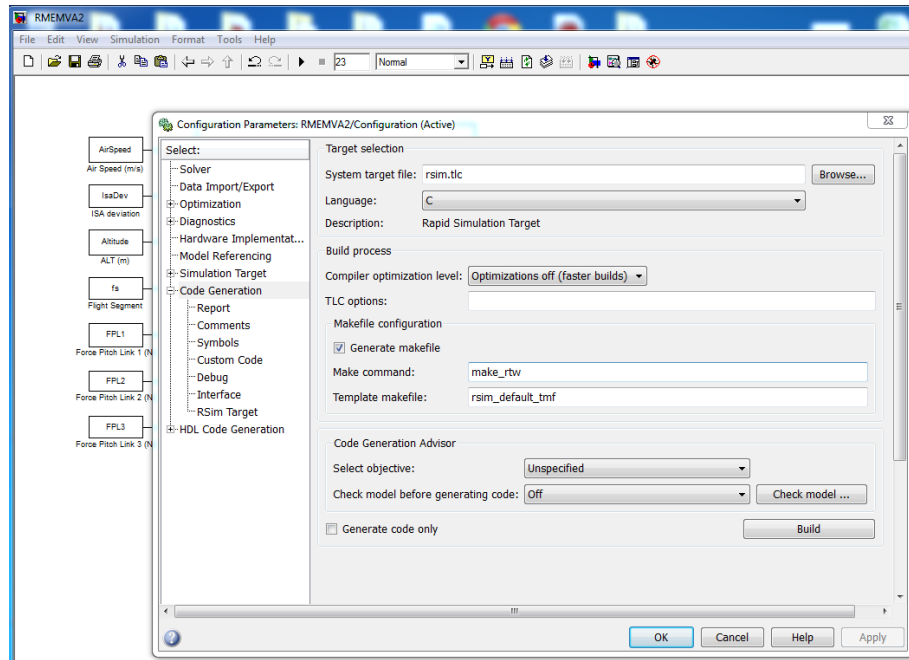 RMEMVA2
File Edit View Simulation Format Tools Help
23 Normal
AirSpeed
Air Speed (m/s)
IsaDev
ISA deviation
Altitude
ALT (m)
fs
Flight Segment
FPL1
Force Pitch Link 1 (N
FPL2
Force Pitch Link 2 (N
FPL3
Force Pitch Link 3 (N
Configuration Parameters: RMEMVA2/Configuration (Active)
Select:
Solver
Data Import/Export
Optimization
Diagnostics
Hardware Implementat...
Model Referencing
Simulation Target
Code Generation
Report
Comments
Symbols
Custom Code
Debug
Interface
RSim Target
HDL Code Generation
Target selection
System target file: rsim.tlc Browse...
Language: C
Description: Rapid Simulation Target
Build process
Compiler optimization level: Optimizations off (faster builds)
TLC options:
Makefile configuration
Generate makefile
Make command: make_rtw
Template makefile: rsim_default_tmf
Code Generation Advisor
Select objective: Unspecified
Check model before generating code: Off Check model ...
Generate code only Build
OK Cancel Help Apply